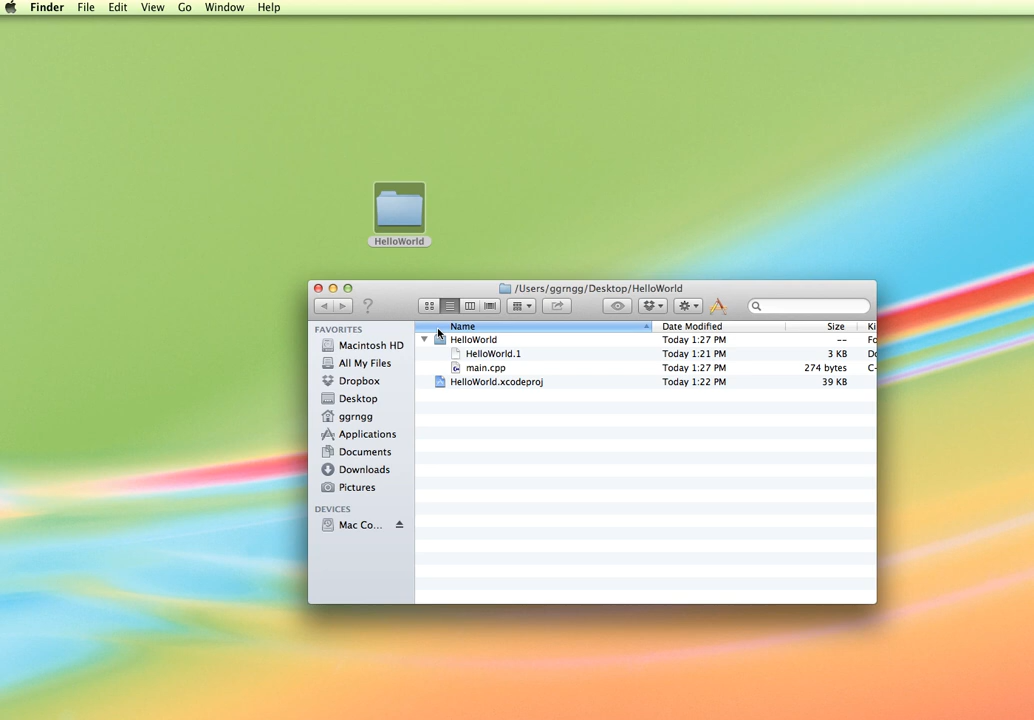 Finder File Edit View Go Window Help
HelloWorld
/Users/ggrngg/Desktop/HelloWorld
Name Date Modified Size Ki
FAVORITES
Macintosh HD
All My Files
Dropbox
Desktop
ggrngg
Applications
Documents
Downloads
Pictures
DEVICES
Mac Co...
HelloWorld Today 1:27 PM -- Fo
HelloWorld.1 Today 1:21 PM 3 KB Do
main.cpp Today 1:27 PM 274 bytes C-
HelloWorld.xcodeproj Today 1:22 PM 39 KB